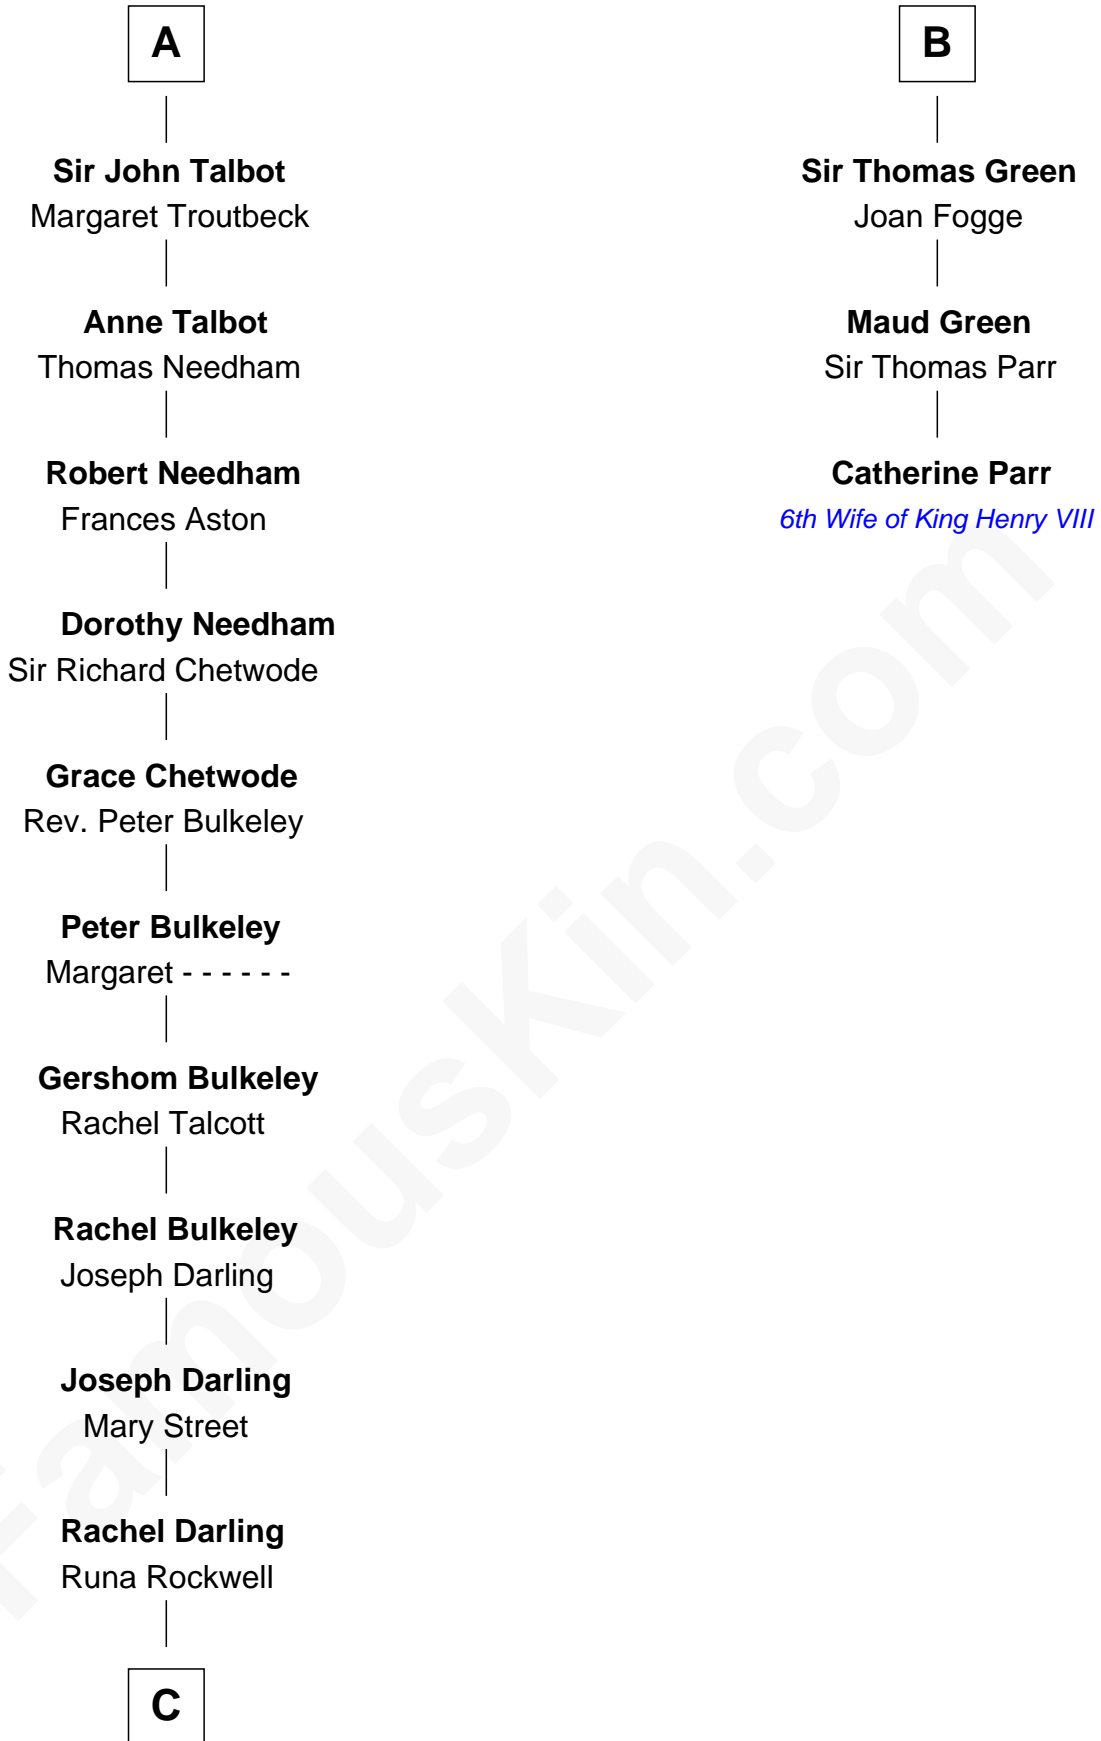 A
Sir John Talbot
Margaret Troutbeck
Anne Talbot
Thomas Needham
Robert Needham
Frances Aston
Dorothy Needham
Sir Richard Chetwode
Grace Chetwode
Rev. Peter Bulkeley
Peter Bulkeley
Margaret - - - - - -
Gershom Bulkeley
Rachel Talcott
Rachel Bulkeley
Joseph Darling
Joseph Darling
Mary Street
Rachel Darling
Runa Rockwell
C
B
Sir Thomas Green
Joan Fogge
Maud Green
Sir Thomas Parr
Catherine Parr
6th Wife of King Henry VIII
FamousKin.com